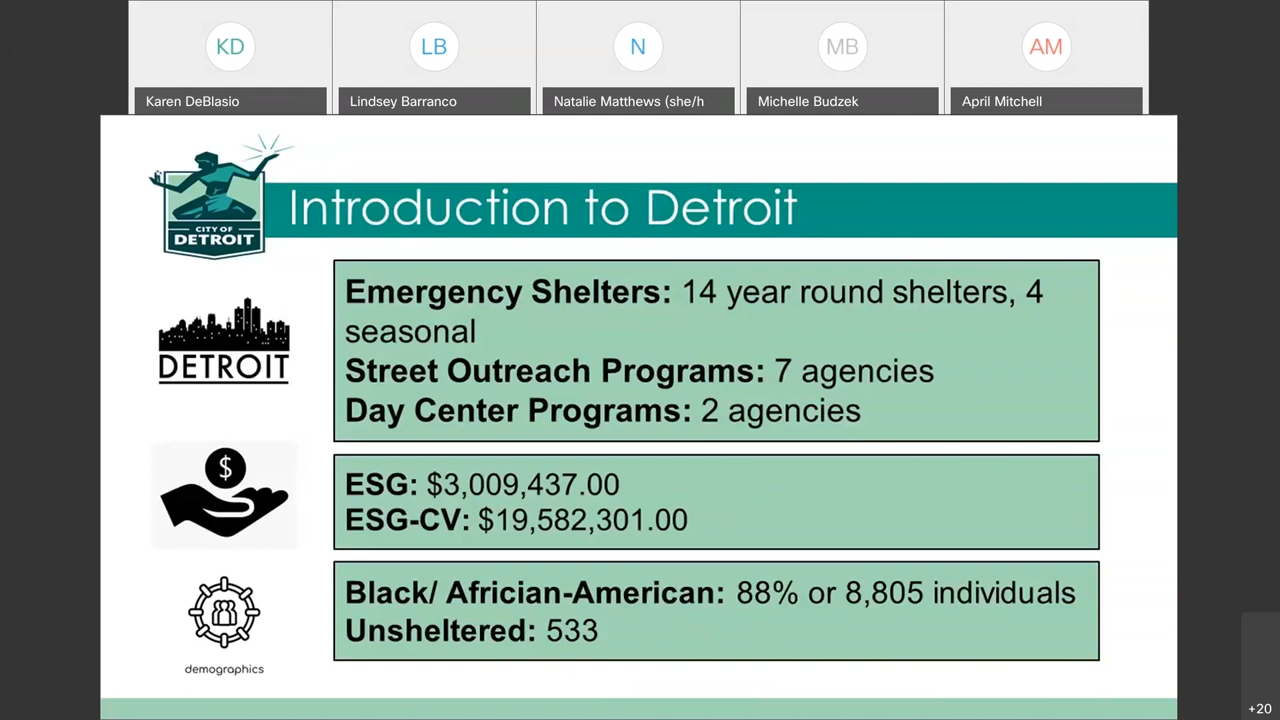 KD
LB
N
MB
AM
Karen DeBlasio
Lindsey Barranco
Natalie Matthews (she/h
Michelle Budzek
April Mitchell
Introduction to Detroit
CITY OF
DETROIT
Emergency Shelters: 14 year round shelters, 4
seasonal
Street Outreach Programs: 7 agencies
Day Center Programs: 2 agencies
DETROIT
$
ESG: $3,009,437.00
ESG-CV: $19,582,301.00
Black/ Africian-American: 88% or 8,805 individuals
Unsheltered: 533
demographics
+20